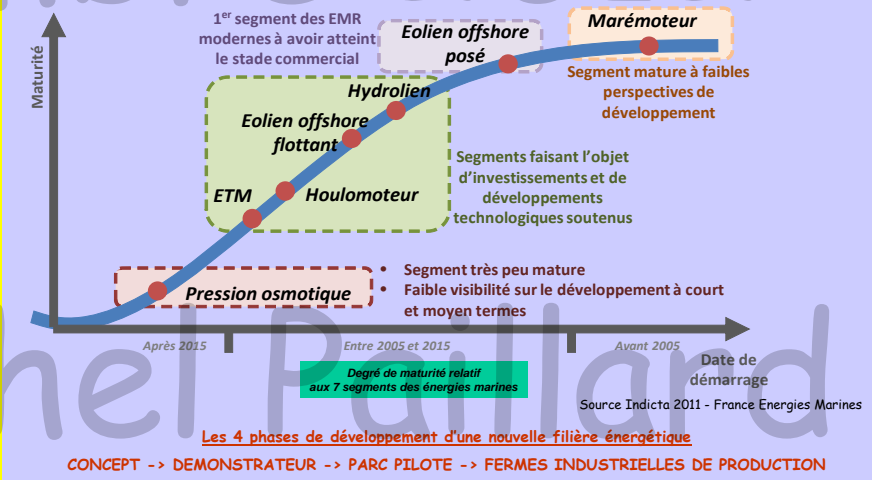 1er segment des EMR
modernes à avoir atteint
le stade commercial
Eolien offshore
posé
Marémoteur
Maturité
Segment mature à faibles
perspectives de
développement
Hydrolien
Eolien offshore
flottant
ETM
Houlomoteur
Segments faisant l'objet
d'investissements et de
développements
technologiques soutenus
Pression osmotique
• Segment très peu mature
• Faible visibilité sur le développement à court
et moyen termes
Après 2015
Entre 2005 et 2015
Avant 2005
Date de
démarrage
Degré de maturité relatif
aux 7 segments des énergies marines
Source Indicta 2011 - France Energies Marines
hel Paillard
Les 4 phases de développement d'une nouvelle filière énergétique
CONCEPT -> DEMONSTRATEUR -> PARC PILOTE -> FERMES INDUSTRIELLES DE PRODUCTION